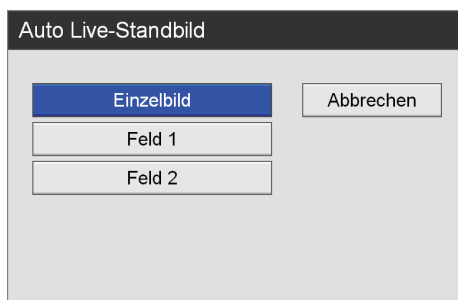 Auto Live-Standbild
Einzelbild
Abbrechen
Feld 1
Feld 2